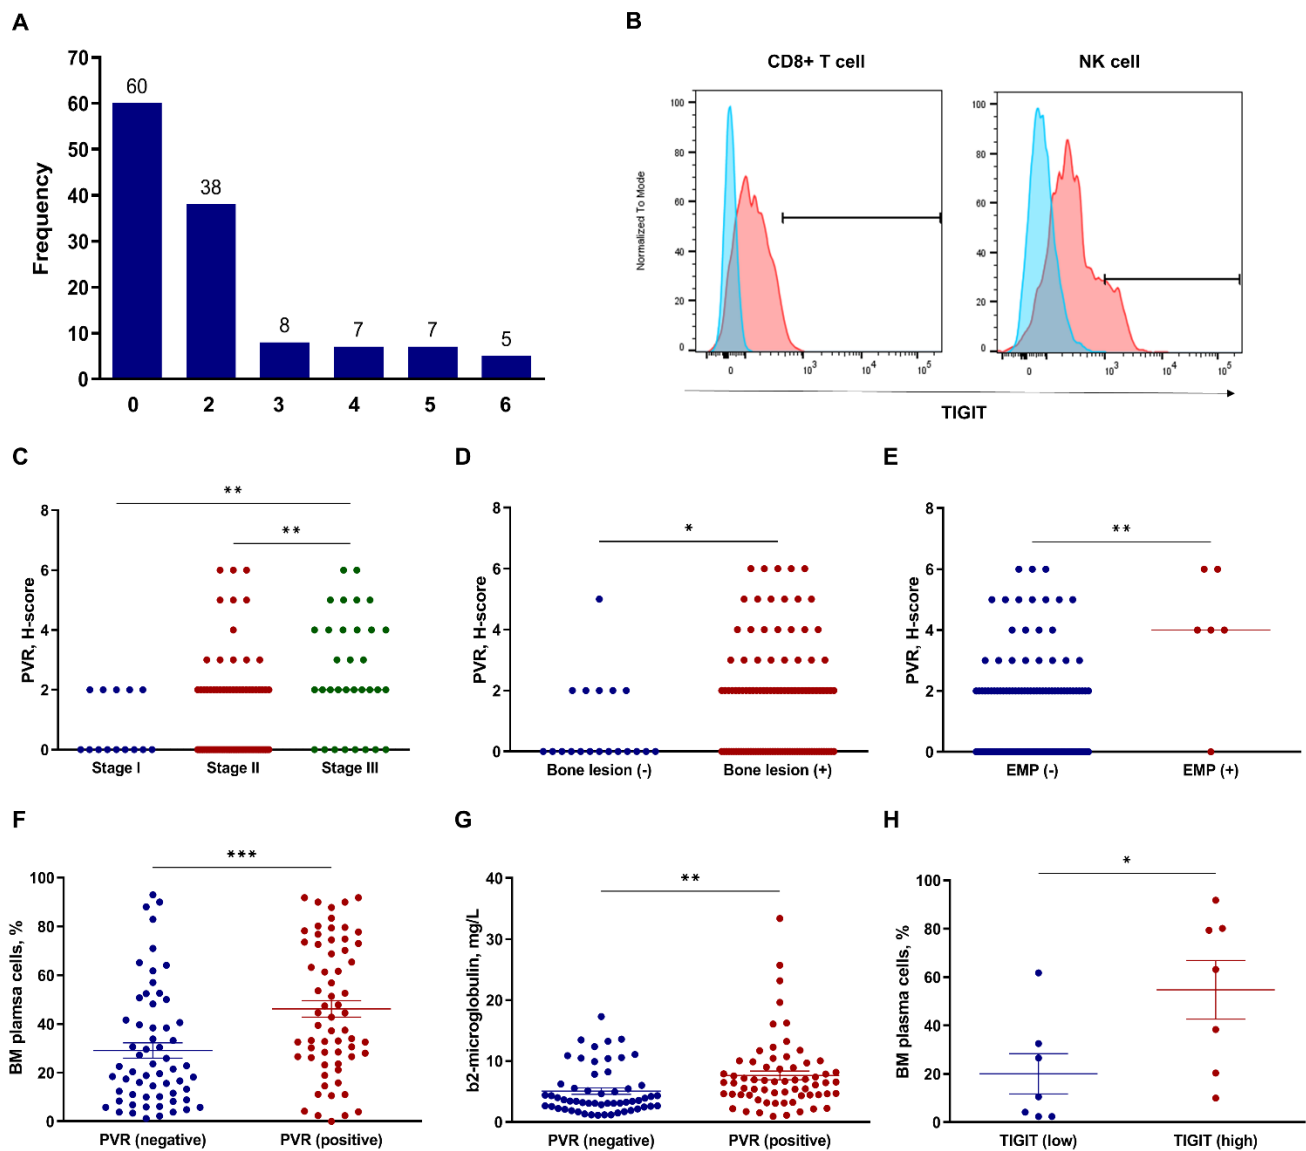 A
B
70
60
50
40
30
20
10
0
Frequency
60
38
8
7
7
5
0 2 3 4 5 6
CD8+ T cell
NK cell
Normalized To Mode
100
80
60
40
20
0
0 10³ 10⁴ 10⁵
100
80
60
40
20
0
0 10³ 10⁴ 10⁵
TIGIT
C
PVR, H-score
8
6
4
2
0
**
**
Stage I Stage II Stage III
D
PVR, H-score
8
6
4
2
0
*
Bone lesion (-) Bone lesion (+)
E
PVR, H-score
8
6
4
2
0
**
EMP (-) EMP (+)
F
BM plamsa cells, %
100
80
60
40
20
0
***
PVR (negative) PVR (positive)
G
b2-microglobulin, mg/L
40
30
20
10
0
**
PVR (negative) PVR (positive)
H
BM plasma cells, %
100
80
60
40
20
0
*
TIGIT (low) TIGIT (high)